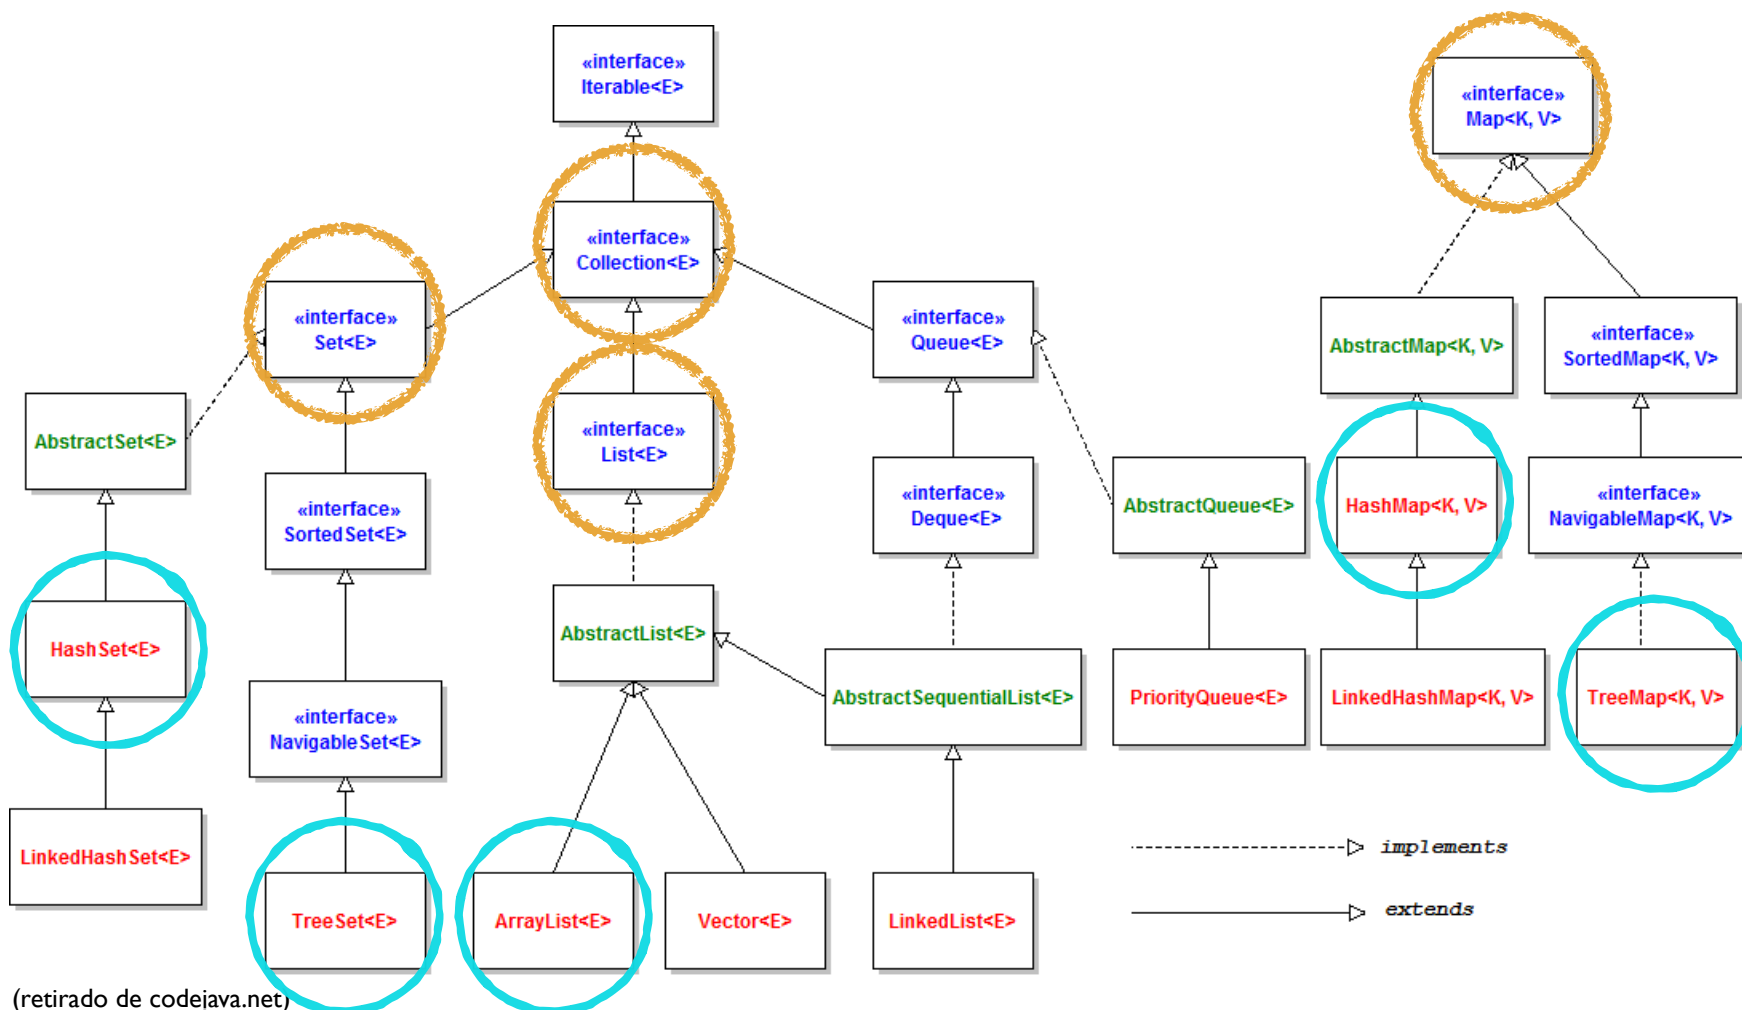 «interface»
Iterable<E>
«interface»
Map<K, V>
«interface»
Collection<E>
«interface»
Set<E>
«interface»
Queue<E>
AbstractMap<K, V>
«interface»
SortedMap<K, V>
AbstractSet<E>
«interface»
List<E>
«interface»
SortedSet<E>
«interface»
Deque<E>
AbstractQueue<E>
HashMap<K, V>
«interface»
NavigableMap<K, V>
HashSet<E>
AbstractList<E>
«interface»
NavigableSet<E>
AbstractSequentialList<E>
PriorityQueue<E>
LinkedHashMap<K, V>
TreeMap<K, V>
LinkedHashSet<E>
implements
TreeSet<E>
ArrayList<E>
Vector<E>
LinkedList<E>
extends
(retirado de codejava.net)